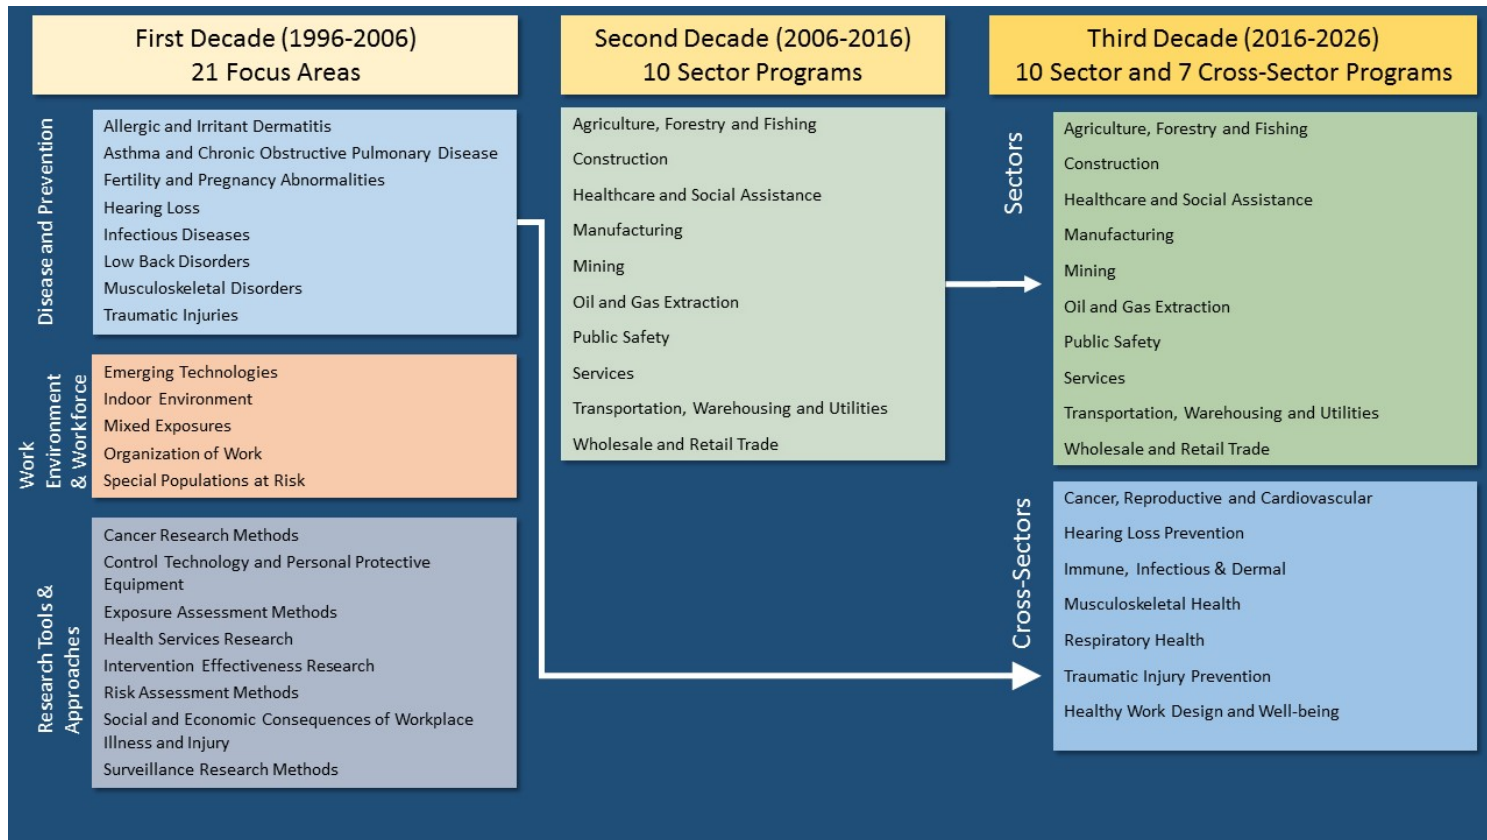 First Decade (1996-2006)
21 Focus Areas
Disease and Prevention
Allergic and Irritant Dermatitis
Asthma and Chronic Obstructive Pulmonary Disease
Fertility and Pregnancy Abnormalities
Hearing Loss
Infectious Diseases
Low Back Disorders
Musculoskeletal Disorders
Traumatic Injuries
Work
Environment
& Workforce
Emerging Technologies
Indoor Environment
Mixed Exposures
Organization of Work
Special Populations at Risk
Research Tools &
Approaches
Cancer Research Methods
Control Technology and Personal Protective
Equipment
Exposure Assessment Methods
Health Services Research
Intervention Effectiveness Research
Risk Assessment Methods
Social and Economic Consequences of Workplace
Illness and Injury
Surveillance Research Methods
Second Decade (2006-2016)
10 Sector Programs
Agriculture, Forestry and Fishing
Construction
Healthcare and Social Assistance
Manufacturing
Mining
Oil and Gas Extraction
Public Safety
Services
Transportation, Warehousing and Utilities
Wholesale and Retail Trade
Third Decade (2016-2026)
10 Sector and 7 Cross-Sector Programs
Sectors
Agriculture, Forestry and Fishing
Construction
Healthcare and Social Assistance
Manufacturing
Mining
Oil and Gas Extraction
Public Safety
Services
Transportation, Warehousing and Utilities
Wholesale and Retail Trade
Cross-Sectors
Cancer, Reproductive and Cardiovascular
Hearing Loss Prevention
Immune, Infectious & Dermal
Musculoskeletal Health
Respiratory Health
Traumatic Injury Prevention
Healthy Work Design and Well-being